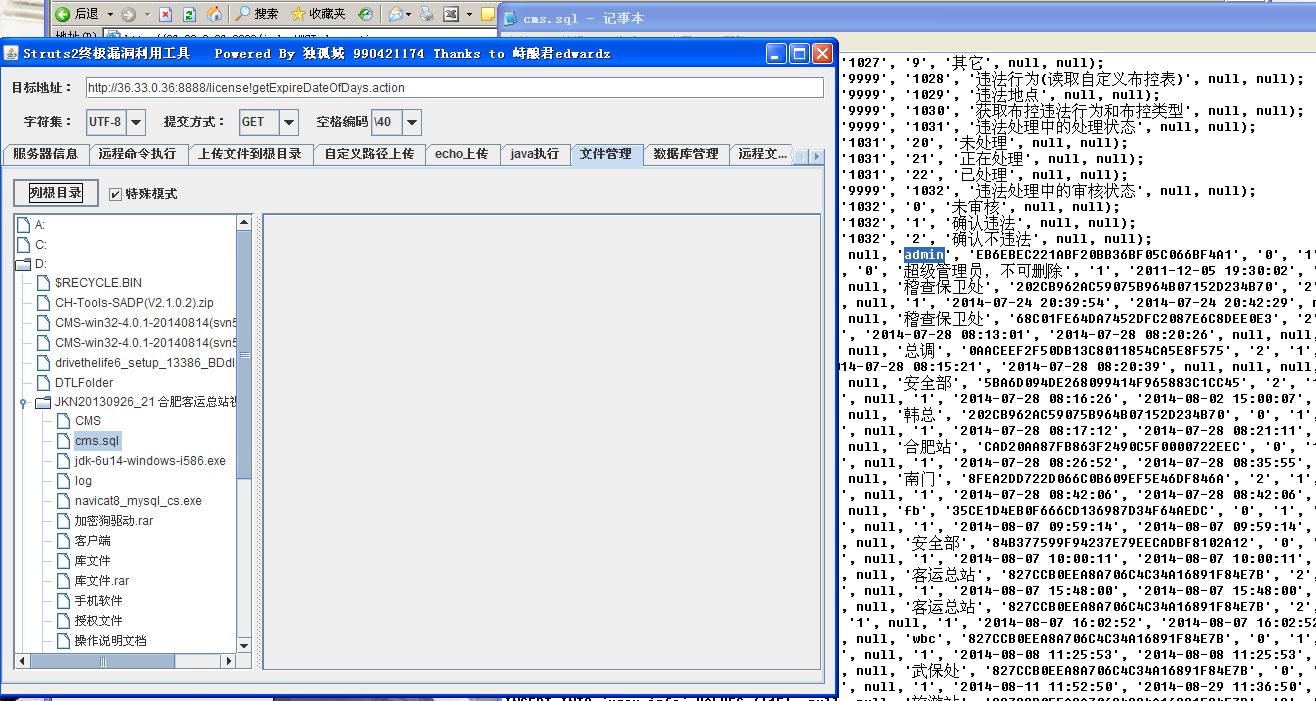 后退
搜索
收藏夹
cms.sql - 记事本
Struts2终极漏洞利用工具 Powered By 独孤城 990421174 Thanks to 峙酿君edwardz
目标地址：
http://36.33.0.36:8888/license!getExpireDateOfDays.action
字符集：
UTF-8
提交方式：
GET
空格编码
\40
服务器信息
远程命令执行
上传文件到根目录
自定义路径上传
echo上传
java执行
文件管理
数据库管理
远程文...
列根目录
特殊模式
A:
C:
D:
$RECYCLE.BIN
CH-Tools-SADP(V2.1.0.2).zip
CMS-win32-4.0.1-20140814(svn5
CMS-win32-4.0.1-20140814(svn5
drivethelife6_setup_13386_BDdl
DTLFolder
JKN20130926_21 合肥客运总站视
CMS
cms.sql
jdk-6u14-windows-i586.exe
log
navicat8_mysql_cs.exe
加密狗驱动.rar
客户端
库文件
库文件.rar
手机软件
授权文件
操作说明文档
'1027', '9', '其它', null, null);
'9999', '1028', '违法行为(读取自定义布控表)', null, null);
'9999', '1029', '违法地点', null, null);
'9999', '1030', '获取布控违法行为和布控类型', null, null);
'9999', '1031', '违法处理中的处理状态', null, null);
'1031', '20', '未处理', null, null);
'1031', '21', '正在处理', null, null);
'1031', '22', '已处理', null, null);
'9999', '1032', '违法处理中的审核状态', null, null);
'1032', '0', '未审核', null, null);
'1032', '1', '确认违法', null, null);
'1032', '2', '确认不违法', null, null);
null, 'admin', 'EB6EBEC221ABF20BB36BF05C066BF4A1', '0', '1'
, '0', '超级管理员，不可删除', '1', '2011-12-05 19:30:02',
null, '稽查保卫处', '202CB962AC59075B964B07152D234B70', '2'
, null, '1', '2014-07-24 20:39:54', '2014-07-24 20:42:29', nu
null, '稽查保卫处', '68C01FE64DA7452DFC2087E6C8DEE0E3', '2'
, '2014-07-28 08:13:01', '2014-07-28 08:20:26', null, null,
null, '总调', '0AACEEF2F50DB13C8011854CA5E8F575', '2', '1',
14-07-28 08:15:21', '2014-07-28 08:20:39', null, null, null,
null, '安全部', '5BA6D094DE268099414F965883C1CC45', '2', '1
, null, '1', '2014-07-28 08:16:26', '2014-08-02 15:00:07',
null, '韩总', '202CB962AC59075B964B07152D234B70', '0', '1',
, null, '1', '2014-07-28 08:17:12', '2014-07-28 08:21:11',
null, '合肥站', 'CAD20AA87FB863F2490C5F0000722EEC', '0', '1
, null, '1', '2014-07-28 08:26:52', '2014-07-28 08:35:55',
null, '南门', '8FEA2DD722D066C0B609EF5E46DF846A', '2', '1',
, null, '1', '2014-07-28 08:42:06', '2014-07-28 08:42:06',
null, 'fb', '35CE1D4EB0F666CD136987D34F64AEDC', '0', '1',
, null, '1', '2014-08-07 09:59:14', '2014-08-07 09:59:14',
null, '安全部', '84B377599F94237E79EECADBF8102A12', '0',
, null, '1', '2014-08-07 10:00:11', '2014-08-07 10:00:11',
, null, '客运总站', '827CCB0EEA8A706C4C34A16891F84E7B', '2'
, null, '1', '2014-08-07 15:48:00', '2014-08-07 15:48:00',
, null, '客运总站', '827CCB0EEA8A706C4C34A16891F84E7B', '2',
'1', null, '1', '2014-08-07 16:02:52', '2014-08-07 16:02:52
, null, 'wbc', '827CCB0EEA8A706C4C34A16891F84E7B', '0', '1',
, null, '1', '2014-08-08 11:25:53', '2014-08-08 11:25:53',
, null, '武保处', '827CCB0EEA8A706C4C34A16891F84E7B', '0',
, null, '1', '2014-08-11 11:52:50', '2014-08-29 11:36:50'